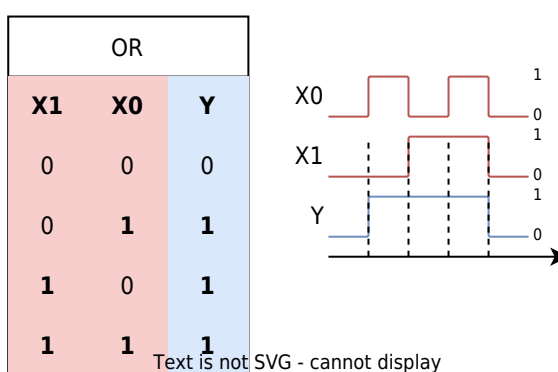 OR
X1 X0 Y
0 0 0
0 1 1
1 0 1
1 1 1
X0 1
0
X1 1
0
Y 1
0
Text is not SVG - cannot display